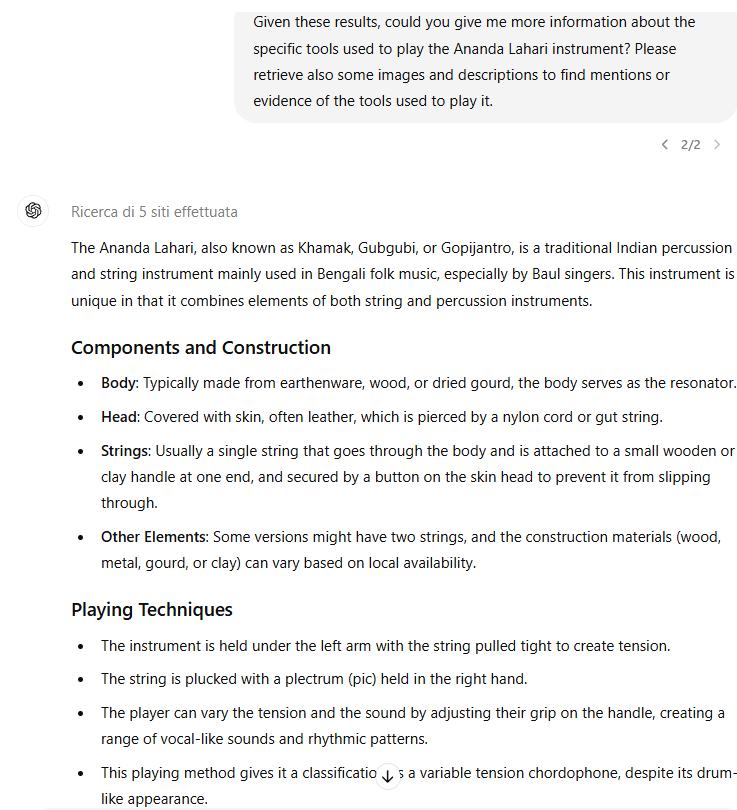 Given these results, could you give me more information about the
specific tools used to play the Ananda Lahari instrument? Please
retrieve also some images and descriptions to find mentions or
evidence of the tools used to play it.
2/2
Ricerca di 5 siti effettuata
The Ananda Lahari, also known as Khamak, Gubgubi, or Gopijantro, is a traditional Indian percussion
and string instrument mainly used in Bengali folk music, especially by Baul singers. This instrument is
unique in that it combines elements of both string and percussion instruments.
Components and Construction
• Body: Typically made from earthenware, wood, or dried gourd, the body serves as the resonator.
• Head: Covered with skin, often leather, which is pierced by a nylon cord or gut string.
• Strings: Usually a single string that goes through the body and is attached to a small wooden or
clay handle at one end, and secured by a button on the skin head to prevent it from slipping
through.
• Other Elements: Some versions might have two strings, and the construction materials (wood,
metal, gourd, or clay) can vary based on local availability.
Playing Techniques
• The instrument is held under the left arm with the string pulled tight to create tension.
• The string is plucked with a plectrum (pic) held in the right hand.
• The player can vary the tension and the sound by adjusting their grip on the handle, creating a
range of vocal-like sounds and rhythmic patterns.
• This playing method gives it a a variable tension chordophone, despite its drum-
like appearance.